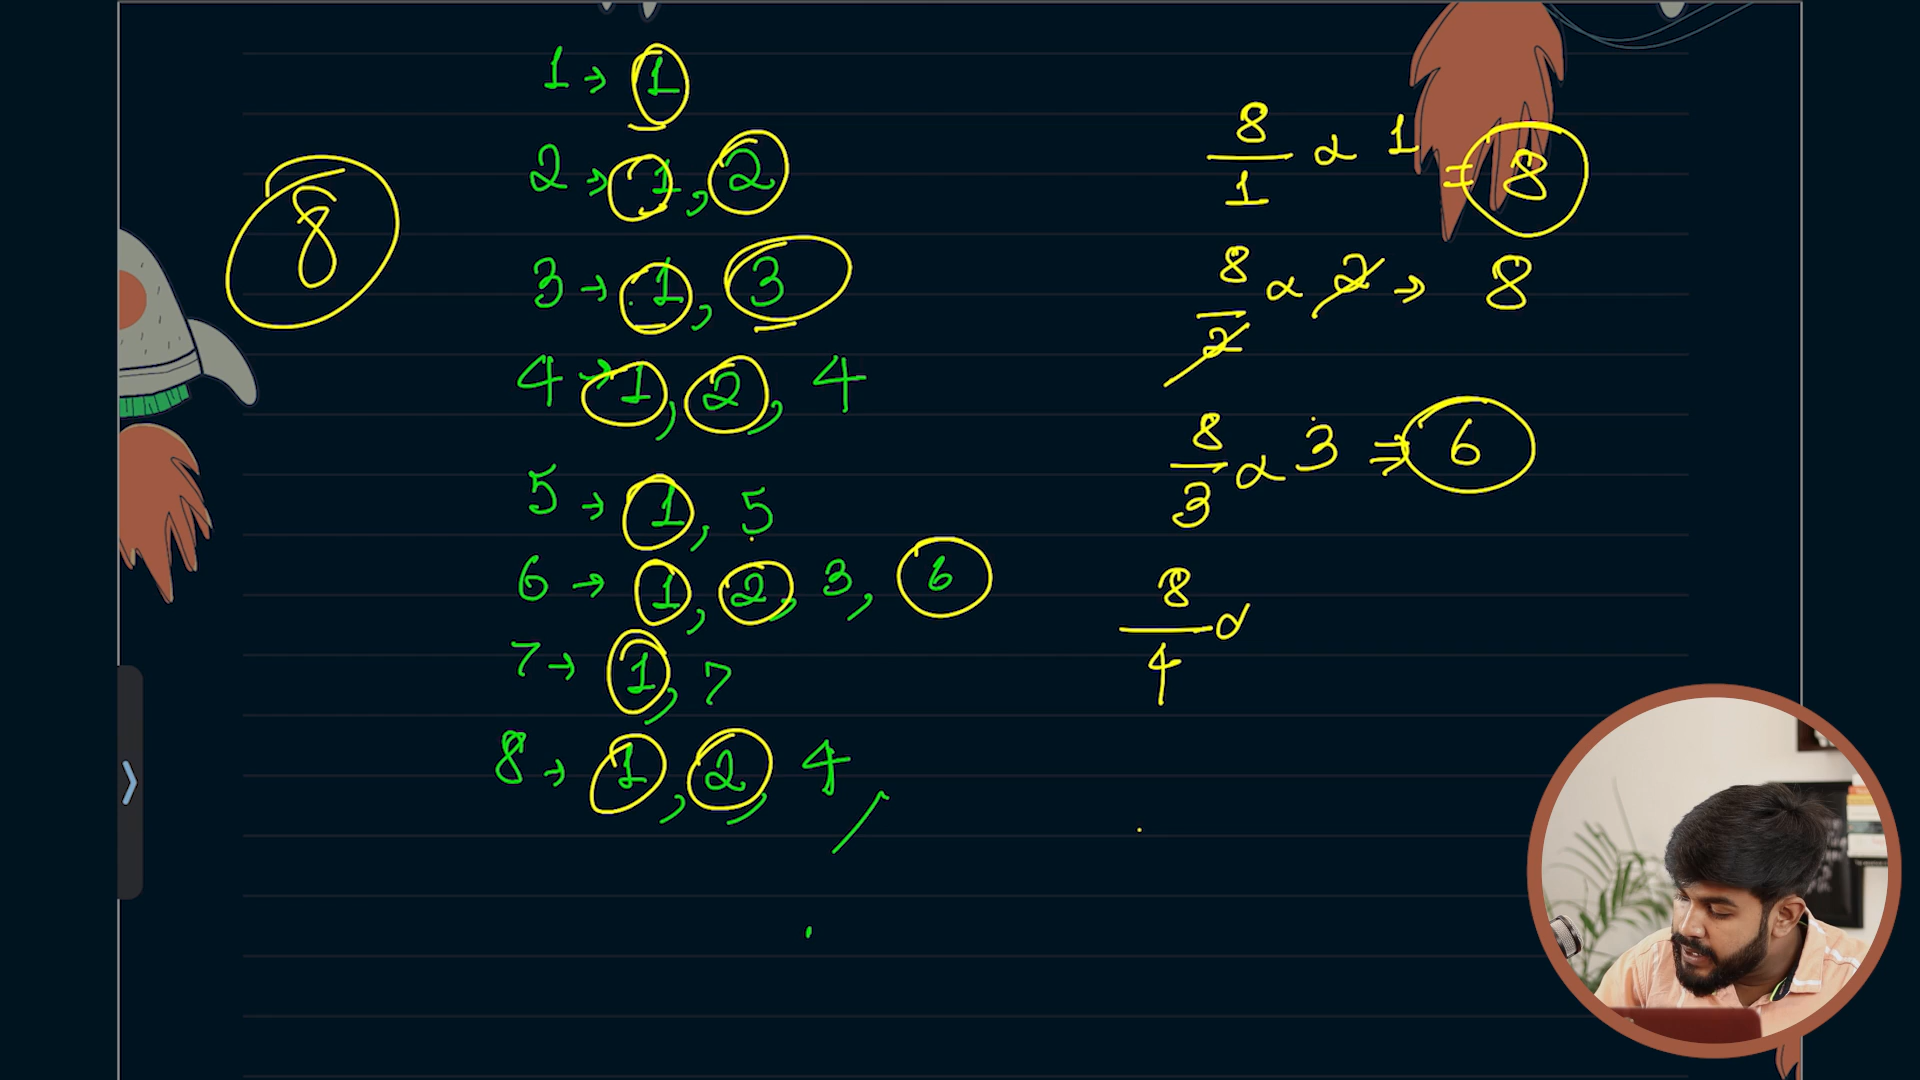 8
1 → 1
2 → 1, 2
3 → 1, 3
4 → 1, 2, 4
5 → 1, 5
6 → 1, 2, 3, 6
7 → 1, 7
8 → 1, 2, 4,
8/1 × 1 = 8
8/2 × 2 → 8
8/3 × 3 ⇒ 6
8/4 ×